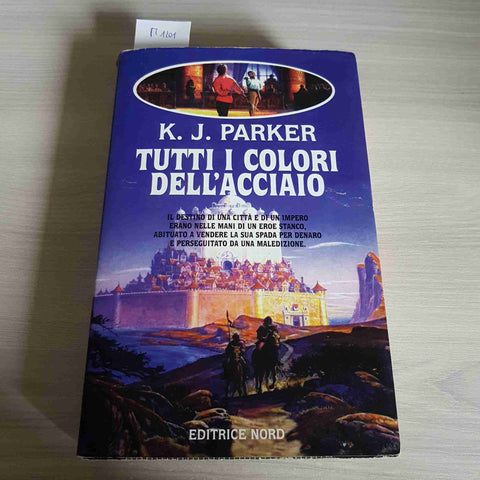 K. J. PARKER
TUTTI I COLORI
DELL'ACCIAIO
IL DESTINO DI UNA CITTÀ E DI UN IMPERO
ERANO NELLE MANI DI UN EROE STANCO,
ABITUATO A VENDERE LA SUA SPADA PER DENARO
E PERSEGUITATO DA UNA MALEDIZIONE.
EDITRICE NORD